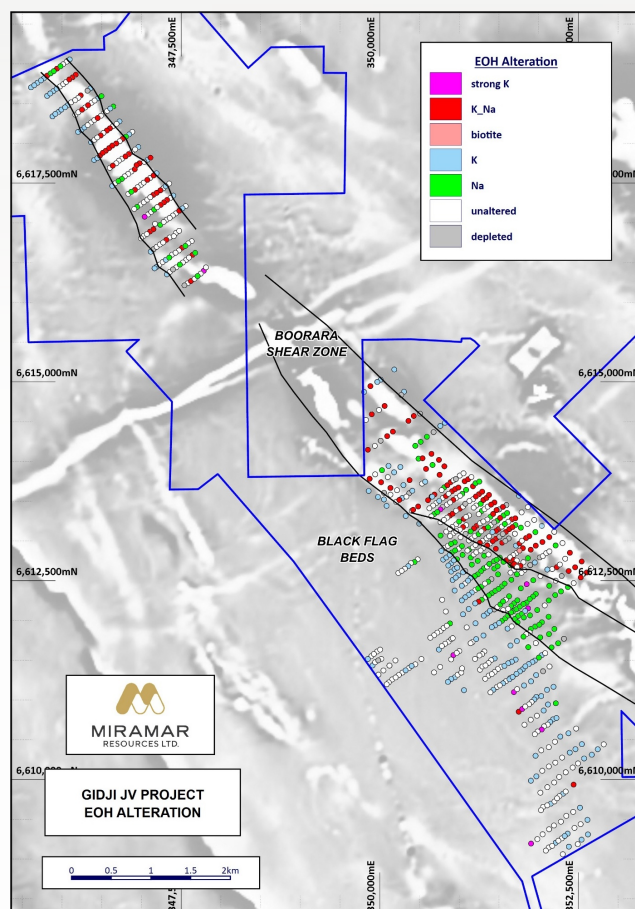 347,500mE
350,000mE
EOH Alteration
strong K
K_Na
biotite
K
Na
unaltered
depleted
6,617,500mN
BOORARA
SHEAR ZONE
6,615,000mN
6,615,000mN
BLACK FLAG
BEDS
6,612,500mN
6,612,500mN
MIRAMAR
RESOURCES LTD.
6,610,000mN
GIDJI JV PROJECT
EOH ALTERATION
0 0.5 1 1.5 2km
350,000mE
352,500mE